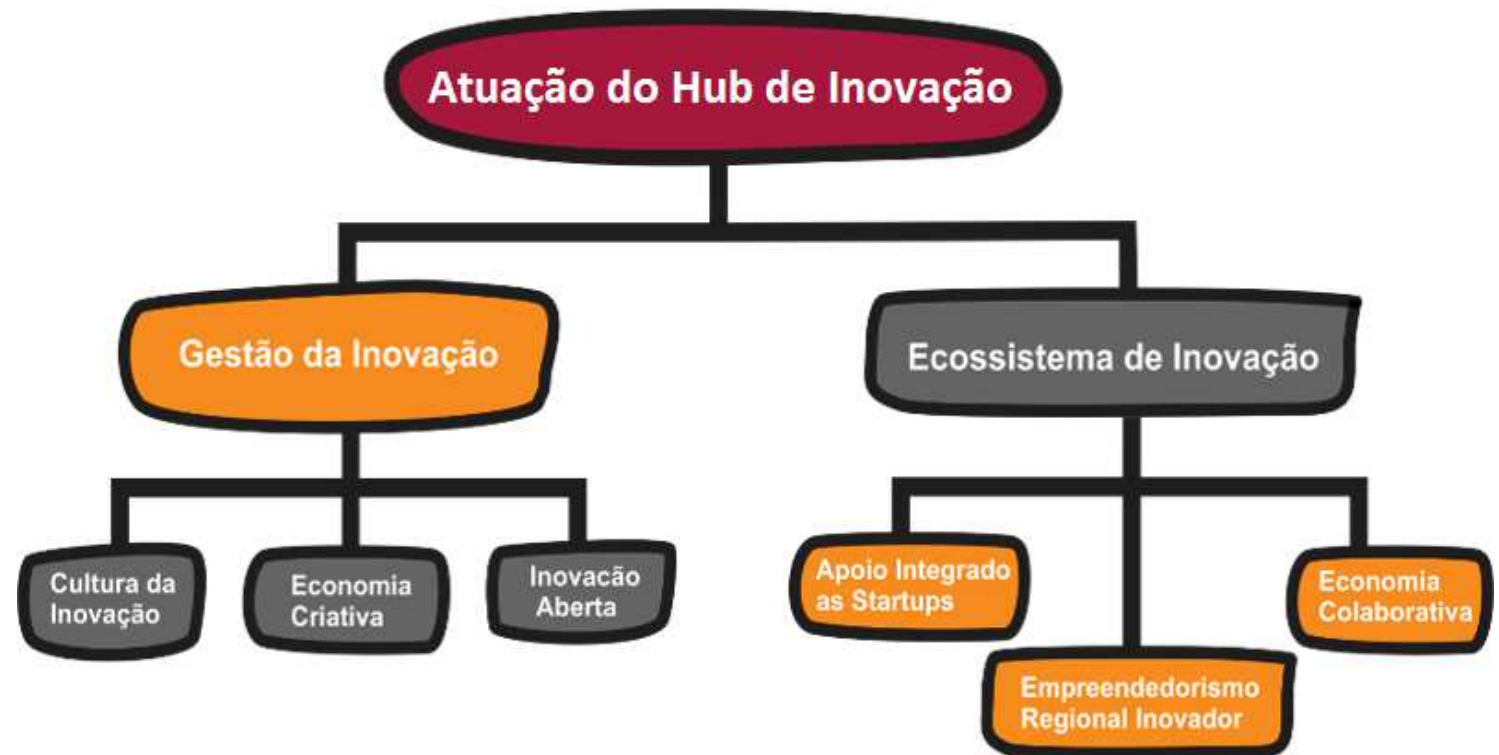 Atuação do Hub de Inovação
Gestão da Inovação
Ecossistema de Inovação
Cultura da
Inovação
Economia
Criativa
Inovacão
Aberta
Apoio Integrado
as Startups
Empreendedorismo
Regional Inovador
Economia
Colaborativa